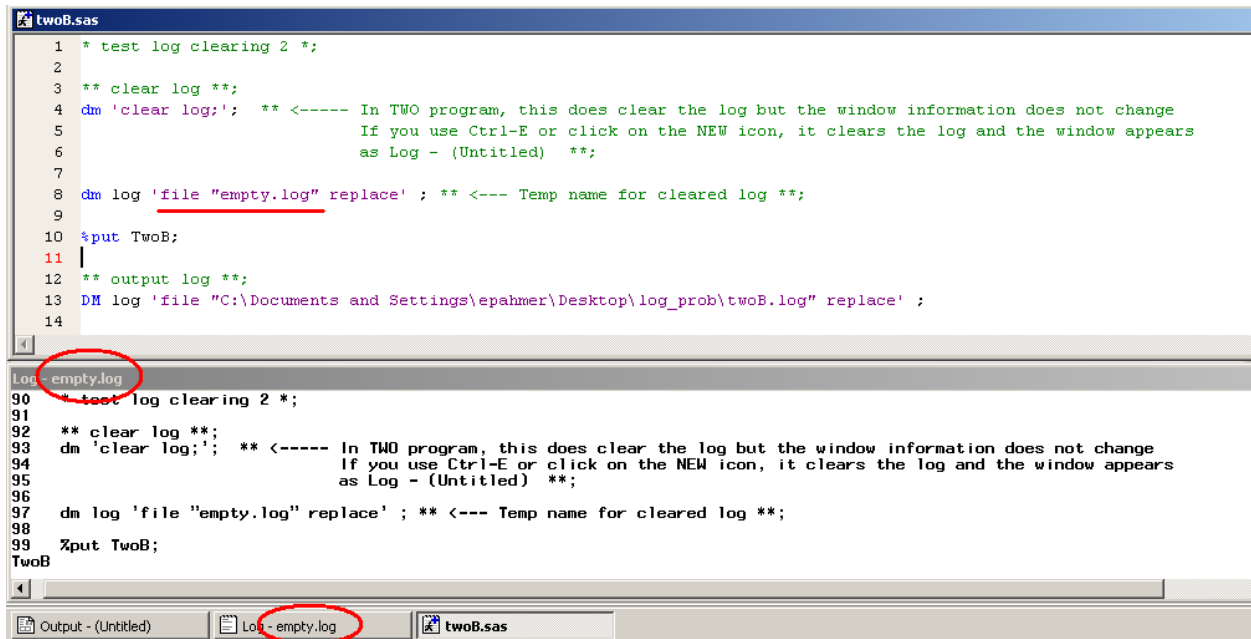 twoB.sas
1 * test log clearing 2 *;
2
3 ** clear log **;
4 dm 'clear log;'; ** <----- In TWO program, this does clear the log but the window information does not change
5 If you use Ctrl-E or click on the NEW icon, it clears the log and the window appears
6 as Log - (Untitled) **;
7
8 dm log 'file "empty.log" replace' ; ** <--- Temp name for cleared log **;
9
10 %put TwoB;
11
12 ** output log **;
13 DM log 'file "C:\Documents and Settings\epahmer\Desktop\log_prob\twoB.log" replace' ;
14
Log - empty.log
90 * test log clearing 2 *;
91
92 ** clear log **;
93 dm 'clear log;'; ** <----- In TWO program, this does clear the log but the window information does not change
94 If you use Ctrl-E or click on the NEW icon, it clears the log and the window appears
95 as Log - (Untitled) **;
96
97 dm log 'file "empty.log" replace' ; ** <--- Temp name for cleared log **;
98
99 %put TwoB;
TwoB
Output - (Untitled) Log - empty.log twoB.sas